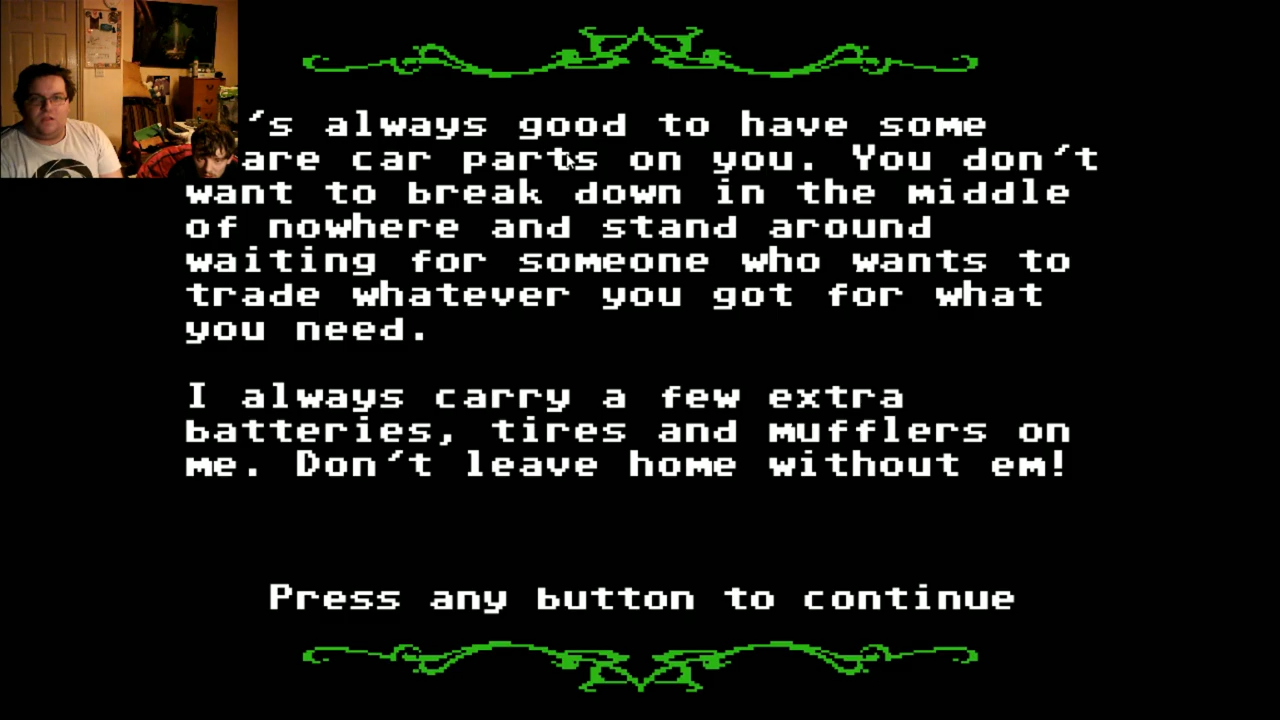 's always good to have some
are car parts on you. You don't
want to break down in the middle
of nowhere and stand around
waiting for someone who wants to
trade whatever you got for what
you need.
I always carry a few extra
batteries, tires and mufflers on
me. Don't leave home without em!
Press any button to continue